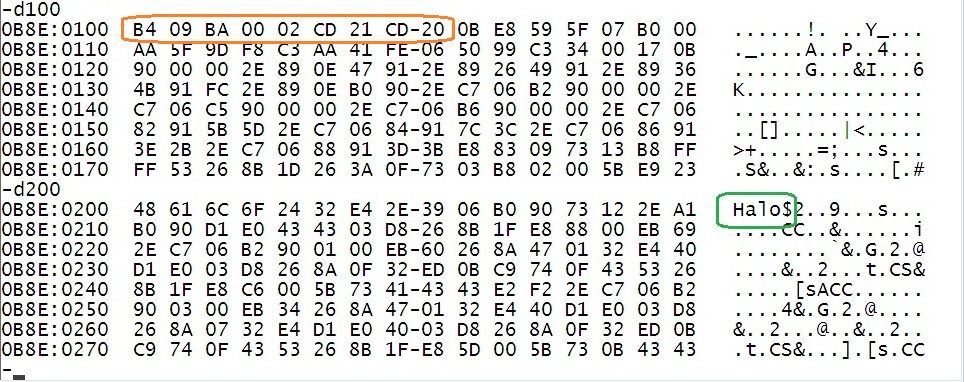 -d100
0B8E:0100 B4 09 BA 00 02 CD 21 CD-20 0B E8 59 5F 07 B0 00 ......!. ..Y_...
0B8E:0110 AA 5F 9D F8 C3 AA 41 FE-06 50 99 C3 34 00 17 0B ._....A..P..4...
0B8E:0120 90 00 00 2E 89 0E 47 91-2E 89 26 49 91 2E 89 36 ......G...&I...6
0B8E:0130 4B 91 FC 2E 89 0E B0 90-2E C7 06 B2 90 00 00 2E K...............
0B8E:0140 C7 06 C5 90 00 00 2E C7-06 B6 90 00 00 2E C7 06 ................
0B8E:0150 82 91 5B 5D 2E C7 06 84-91 7C 3C 2E C7 06 86 91 ..[].....|<.....
0B8E:0160 3E 2B 2E C7 06 88 91 3D-3B E8 83 09 73 13 B8 FF >+.....=;...s...
0B8E:0170 FF 53 26 8B 1D 26 3A 0F-73 03 B8 02 00 5B E9 23 .S&..&:.s....[.#
-d200
0B8E:0200 48 61 6C 6F 24 32 E4 2E-39 06 B0 90 73 12 2E A1 Halo$2..9...s...
0B8E:0210 B0 90 D1 E0 43 43 03 D8-26 8B 1F E8 88 00 EB 69 ....CC..&......i
0B8E:0220 2E C7 06 B2 90 01 00 EB-60 26 8A 47 01 32 E4 40 ........`&.G.2.@
0B8E:0230 D1 E0 03 D8 26 8A 0F 32-ED 0B C9 74 0F 43 53 26 ....&..2...t.CS&
0B8E:0240 8B 1F E8 C6 00 5B 73 41-43 43 E2 F2 2E C7 06 B2 .....[sACC......
0B8E:0250 90 03 00 EB 34 26 8A 47-01 32 E4 40 D1 E0 03 D8 ....4&.G.2.@....
0B8E:0260 26 8A 07 32 E4 D1 E0 40-03 D8 26 8A 0F 32 ED 0B &..2...@..&..2..
0B8E:0270 C9 74 0F 43 53 26 8B 1F-E8 5D 00 5B 73 0B 43 43 .t.CS&...].[s.CC
-